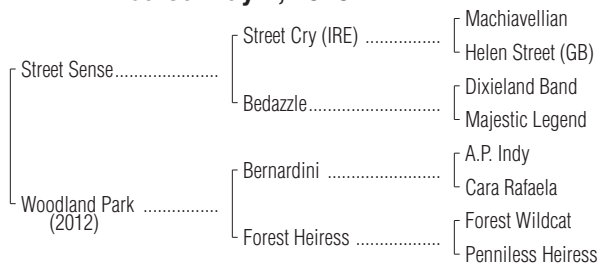 Street Sense
Woodland Park
(2012)
Street Cry (IRE)
Bedazzle
Bernardini
Forest Heiress
Machiavellian
Helen Street (GB)
Dixieland Band
Majestic Legend
A.P. Indy
Cara Rafaela
Forest Wildcat
Penniless Heiress